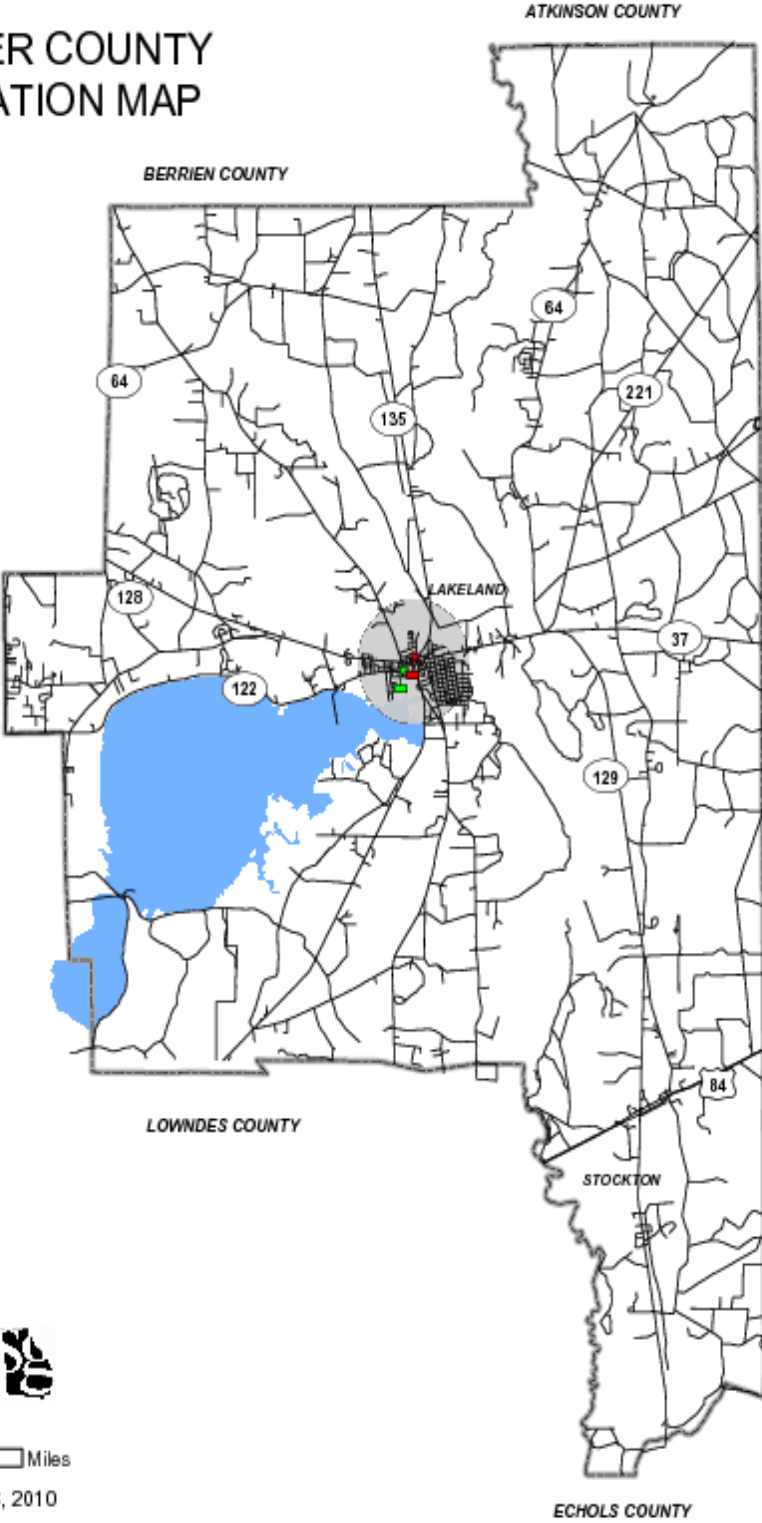 ATKINSON COUNTY
ER COUNTY
ATION MAP
BERRIEN COUNTY
64
64
221
135
LAKELAND
128
37
122
129
84
LOWNDES COUNTY
STOCKTON
Miles
, 2010
ECHOLS COUNTY